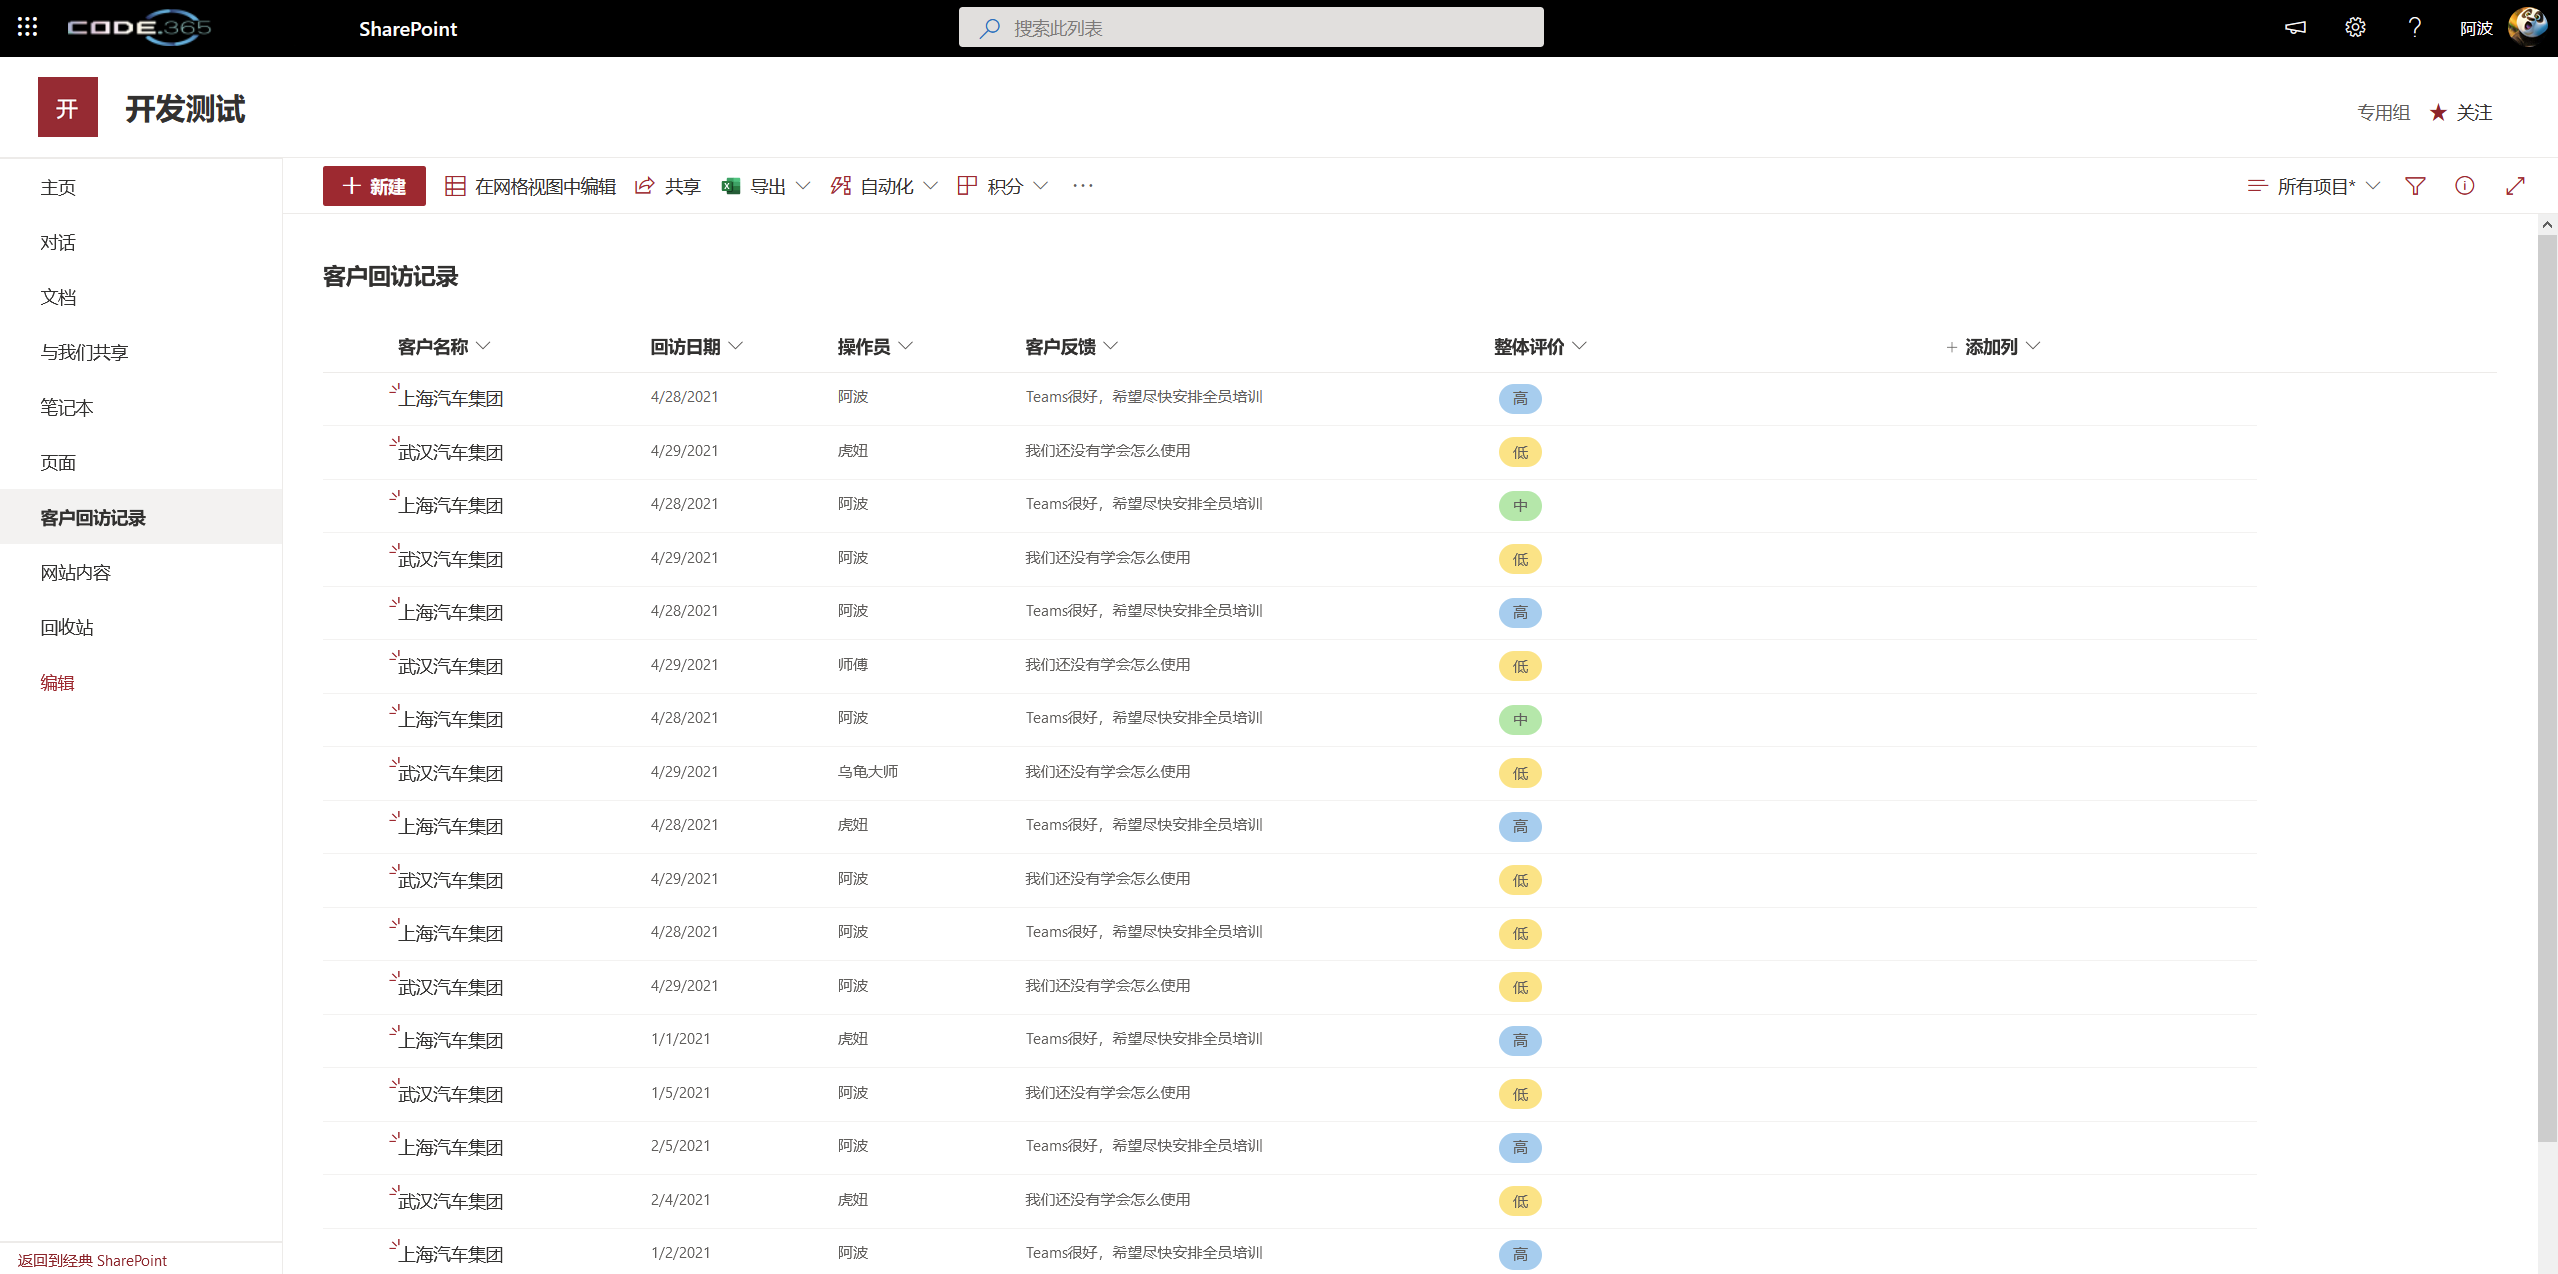 CODE.365
SharePoint
搜索此列表
?
阿波
开
开发测试
专用组 ★ 关注
主页
对话
文档
与我们共享
笔记本
页面
客户回访记录
网站内容
回收站
编辑
返回到经典 SharePoint
+ 新建 在网格视图中编辑 共享 导出 自动化 积分 ···
所有项目*
客户回访记录
客户名称 回访日期 操作员 客户反馈 整体评价 + 添加列
上海汽车集团 4/28/2021 阿波 Teams很好，希望尽快安排全员培训 高
武汉汽车集团 4/29/2021 虎妞 我们还没有学会怎么使用 低
上海汽车集团 4/28/2021 阿波 Teams很好，希望尽快安排全员培训 中
武汉汽车集团 4/29/2021 阿波 我们还没有学会怎么使用 低
上海汽车集团 4/28/2021 阿波 Teams很好，希望尽快安排全员培训 高
武汉汽车集团 4/29/2021 师傅 我们还没有学会怎么使用 低
上海汽车集团 4/28/2021 阿波 Teams很好，希望尽快安排全员培训 中
武汉汽车集团 4/29/2021 乌龟大师 我们还没有学会怎么使用 低
上海汽车集团 4/28/2021 虎妞 Teams很好，希望尽快安排全员培训 高
武汉汽车集团 4/29/2021 阿波 我们还没有学会怎么使用 低
上海汽车集团 4/28/2021 阿波 Teams很好，希望尽快安排全员培训 低
武汉汽车集团 4/29/2021 阿波 我们还没有学会怎么使用 低
上海汽车集团 1/1/2021 虎妞 Teams很好，希望尽快安排全员培训 高
武汉汽车集团 1/5/2021 阿波 我们还没有学会怎么使用 低
上海汽车集团 2/5/2021 阿波 Teams很好，希望尽快安排全员培训 高
武汉汽车集团 2/4/2021 虎妞 我们还没有学会怎么使用 低
上海汽车集团 1/2/2021 阿波 Teams很好，希望尽快安排全员培训 高